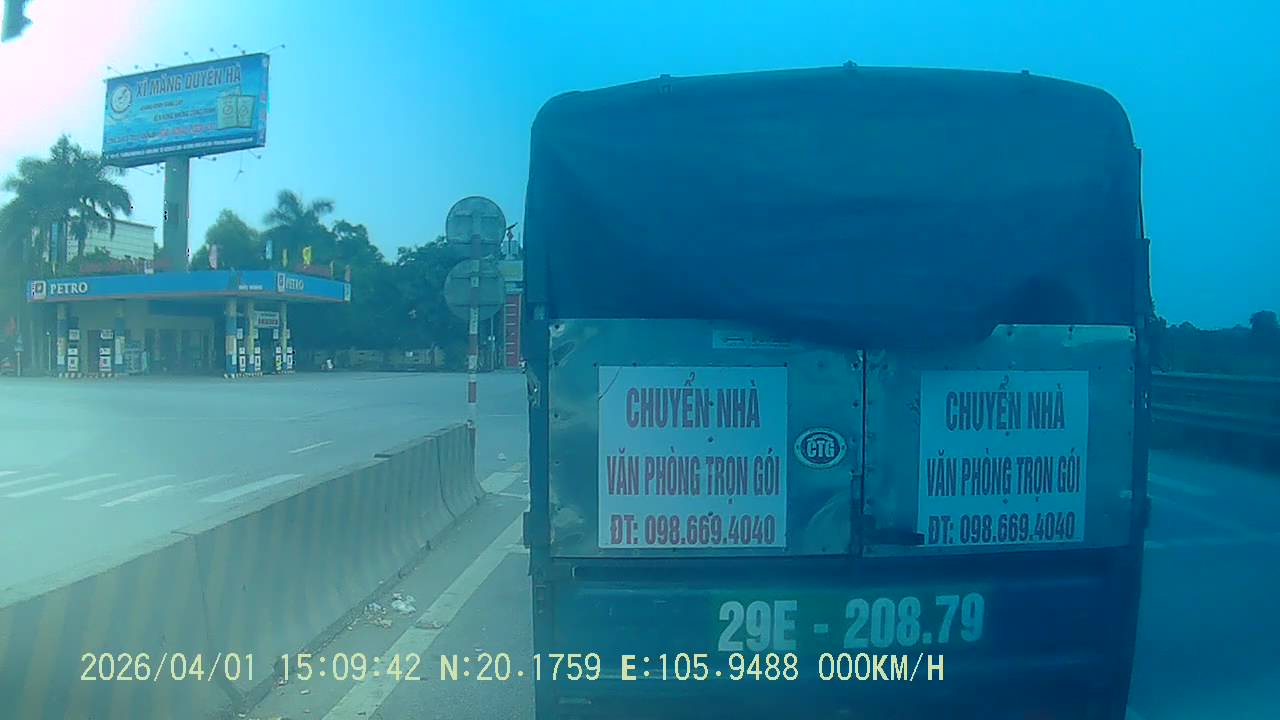 XI MĂNG DUYÊN HÀ
PETRO
PETRO
CHUYỂN NHÀ
VĂN PHÒNG TRỌN GÓI
ĐT: 098.669.4040
CTG
CHUYỂN NHÀ
VĂN PHÒNG TRỌN GÓI
ĐT: 098.669.4040
29E - 208.79
2026/04/01 15:09:42 N:20.1759 E:105.9488 000KM/H